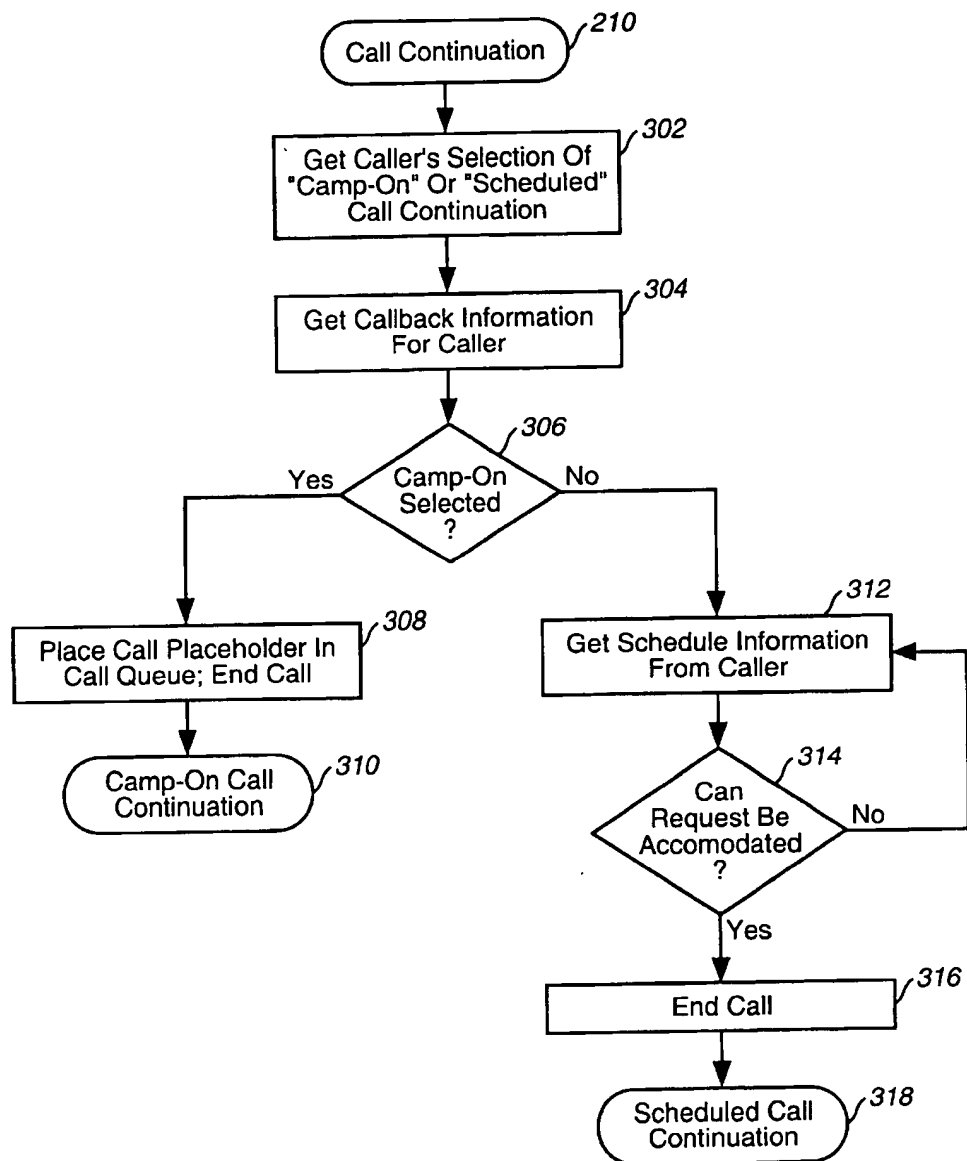 Call Continuation
210
302
Get Caller's Selection Of
"Camp-On" Or "Scheduled"
Call Continuation
304
Get Callback Information
For Caller
306
Yes
Camp-On
Selected
?
No
308
Place Call Placeholder In
Call Queue; End Call
312
Get Schedule Information
From Caller
Camp-On Call
Continuation
310
314
Can
Request Be
Accomodated
?
No
Yes
316
End Call
Scheduled Call
Continuation
318